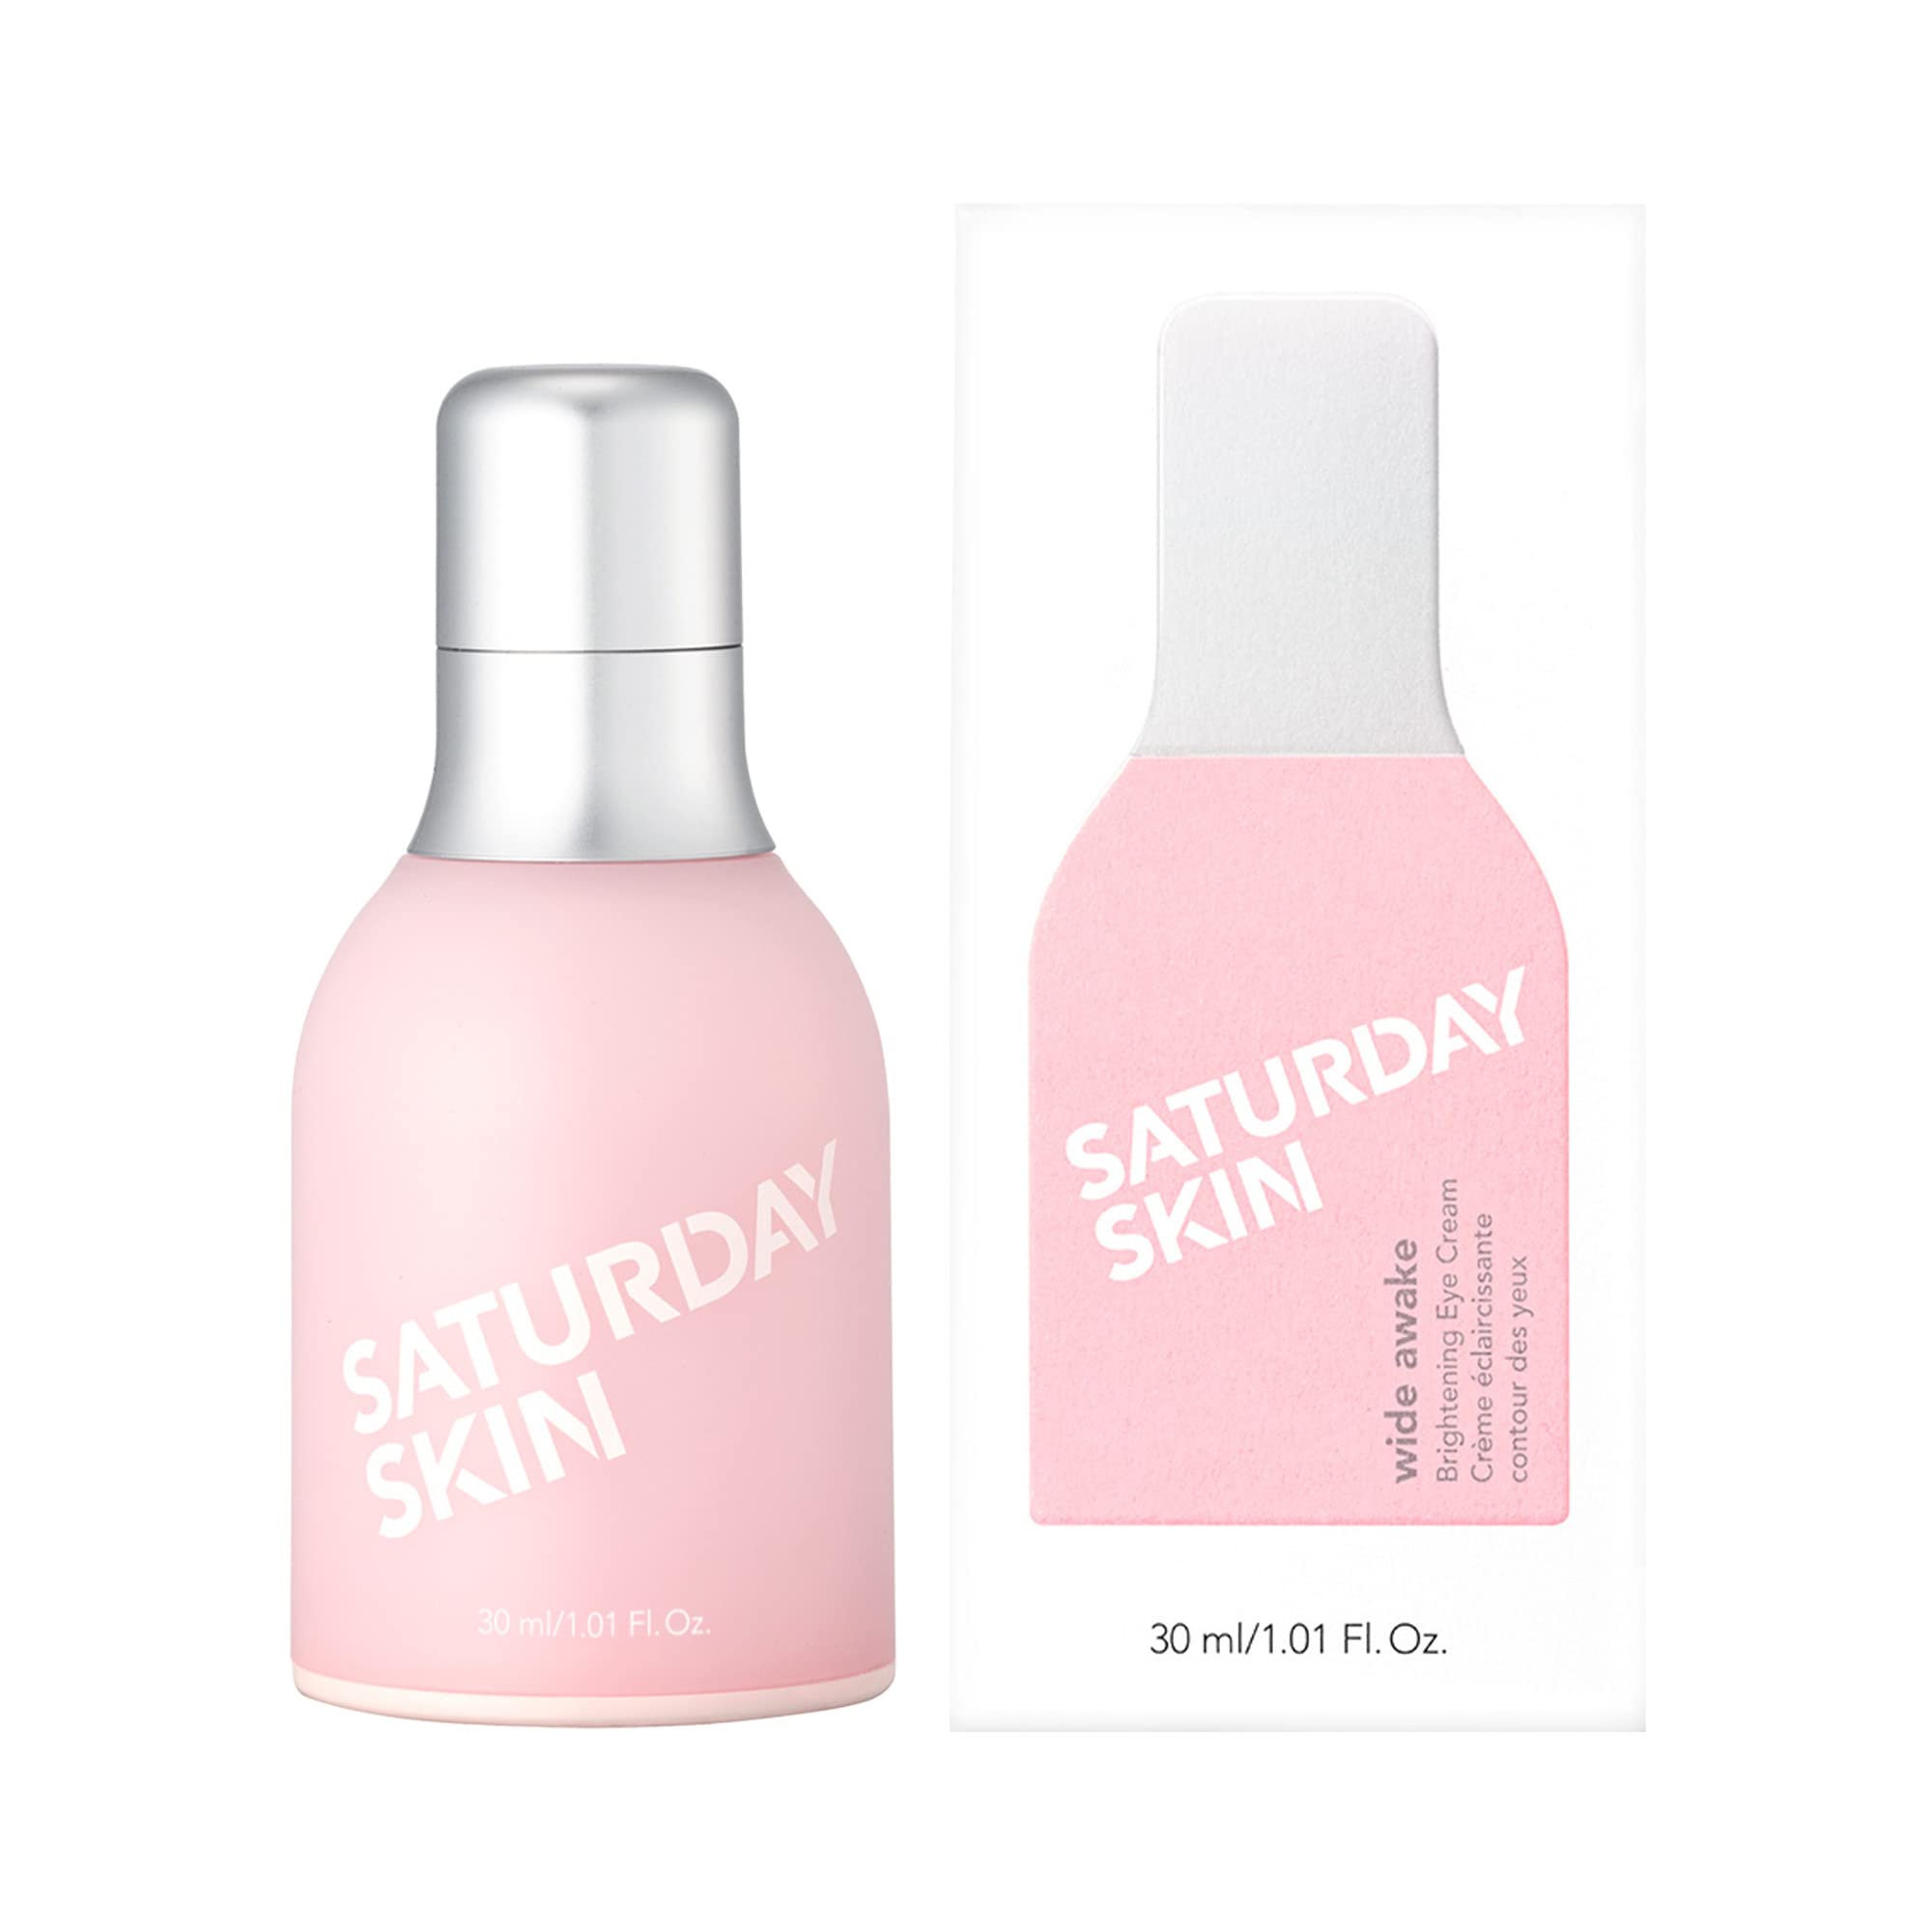 SATURDAY
SKIN
30 ml/1.01 Fl. Oz.
SATURDAY
SKIN
wide awake
Brightening Eye Cream
Crème éclaircissante
contour des yeux
30 ml/1.01 Fl. Oz.